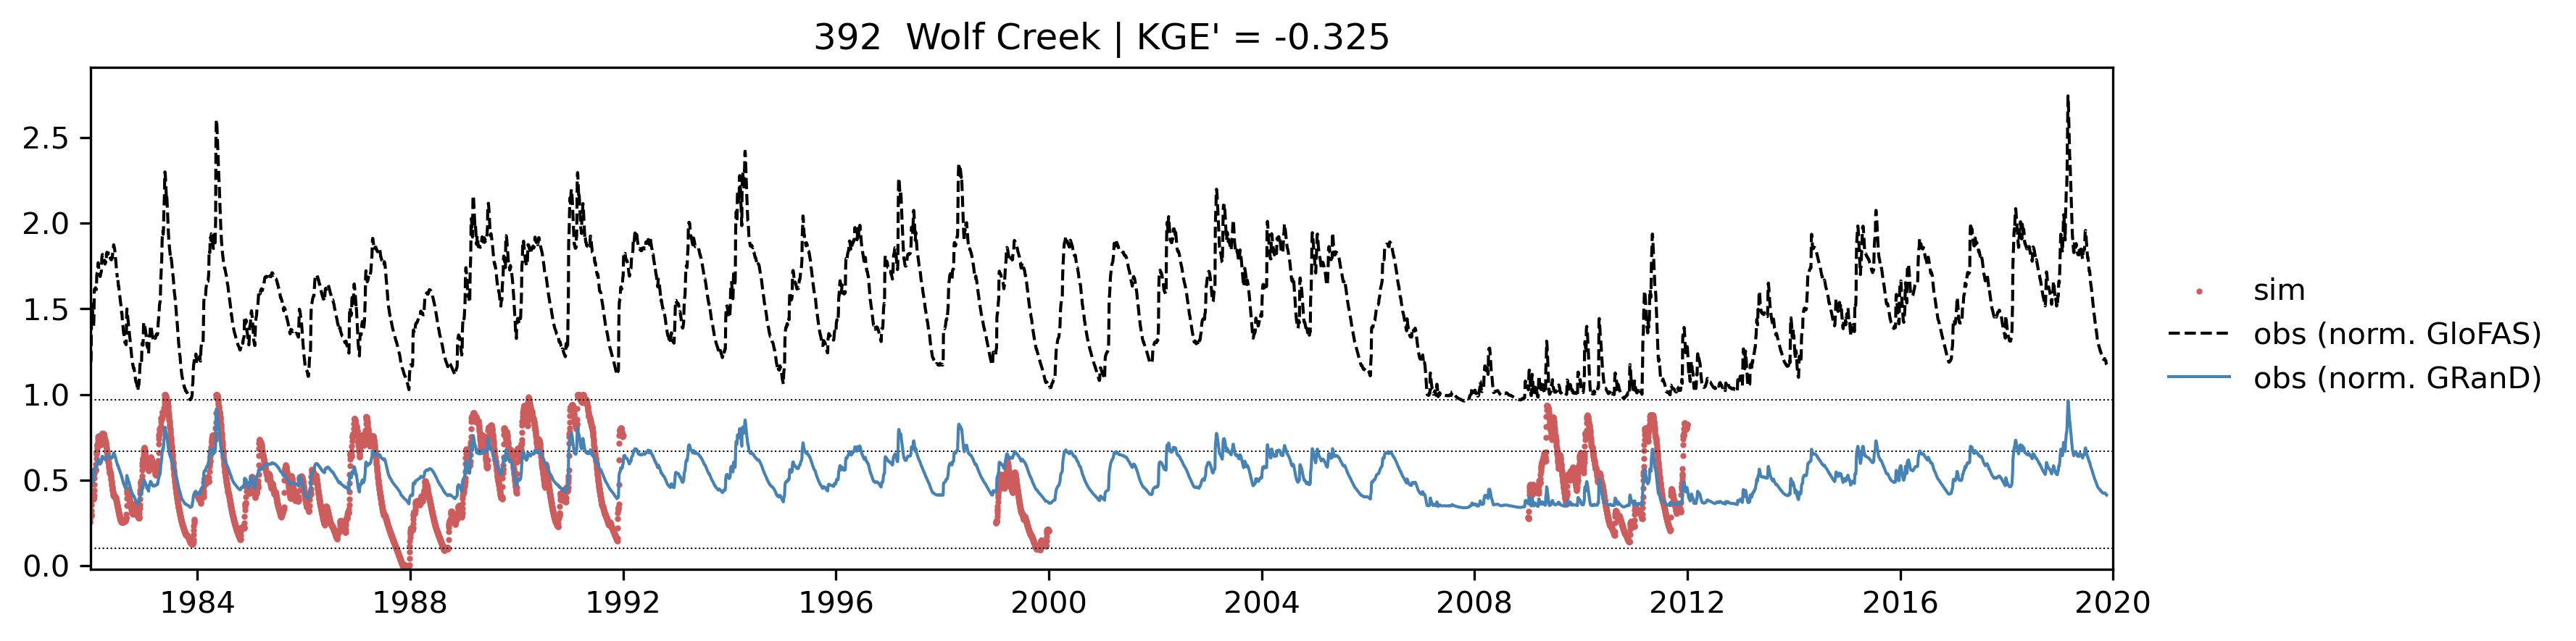 392  Wolf Creek | KGE' = -0.325
2.5
2.0
1.5
1.0
0.5
0.0
1984 1988 1992 1996 2000 2004 2008 2012 2016 2020
sim
obs (norm. GloFAS)
obs (norm. GRanD)